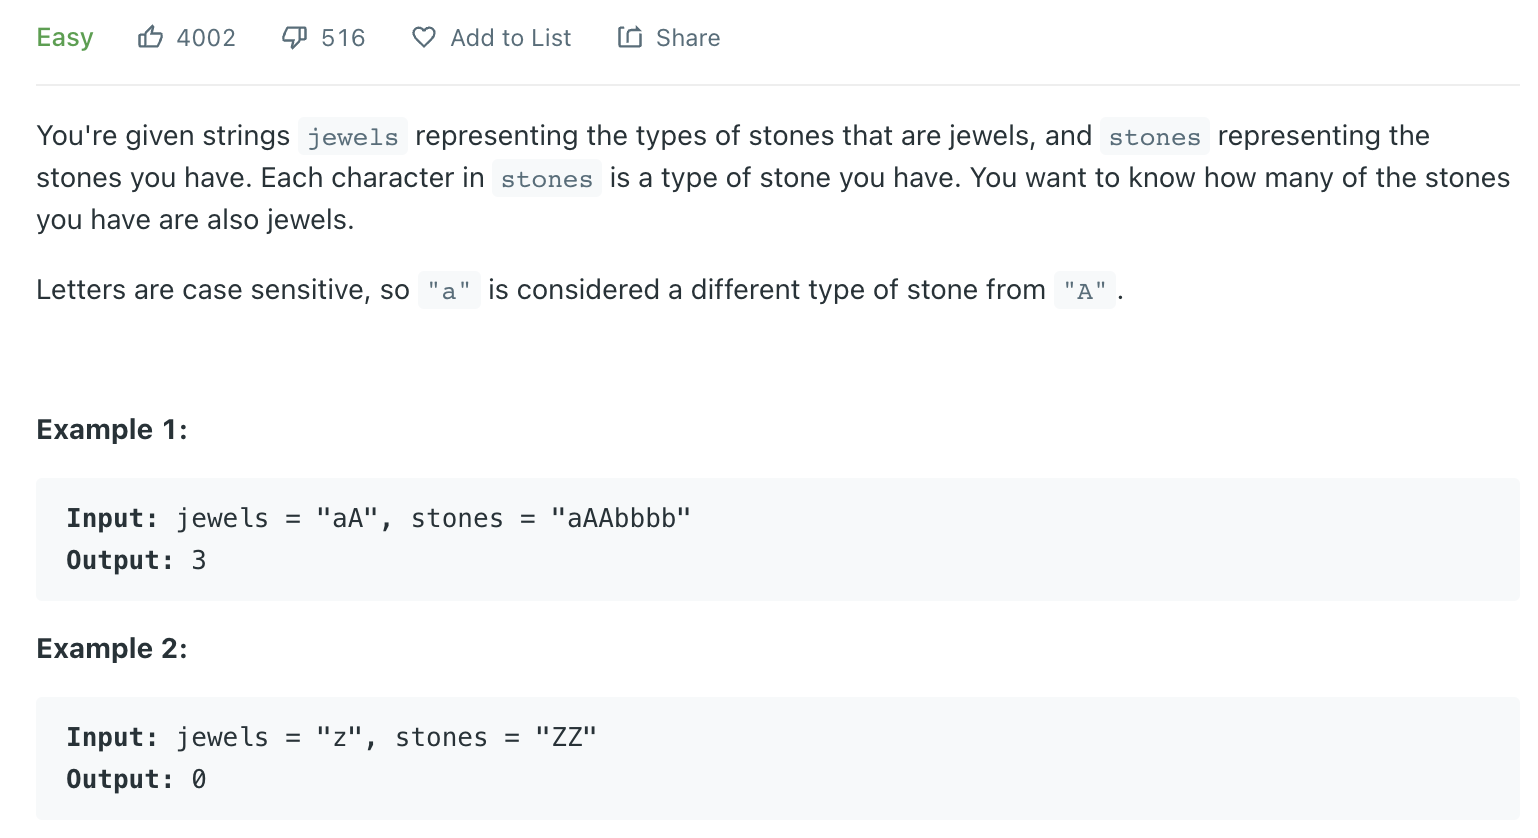 Easy 4002 516 Add to List Share
You're given strings jewels representing the types of stones that are jewels, and stones representing the
stones you have. Each character in stones is a type of stone you have. You want to know how many of the stones
you have are also jewels.
Letters are case sensitive, so "a" is considered a different type of stone from "A".
Example 1:
Input: jewels = "aA", stones = "aAAbbbb"
Output: 3
Example 2:
Input: jewels = "z", stones = "ZZ"
Output: 0